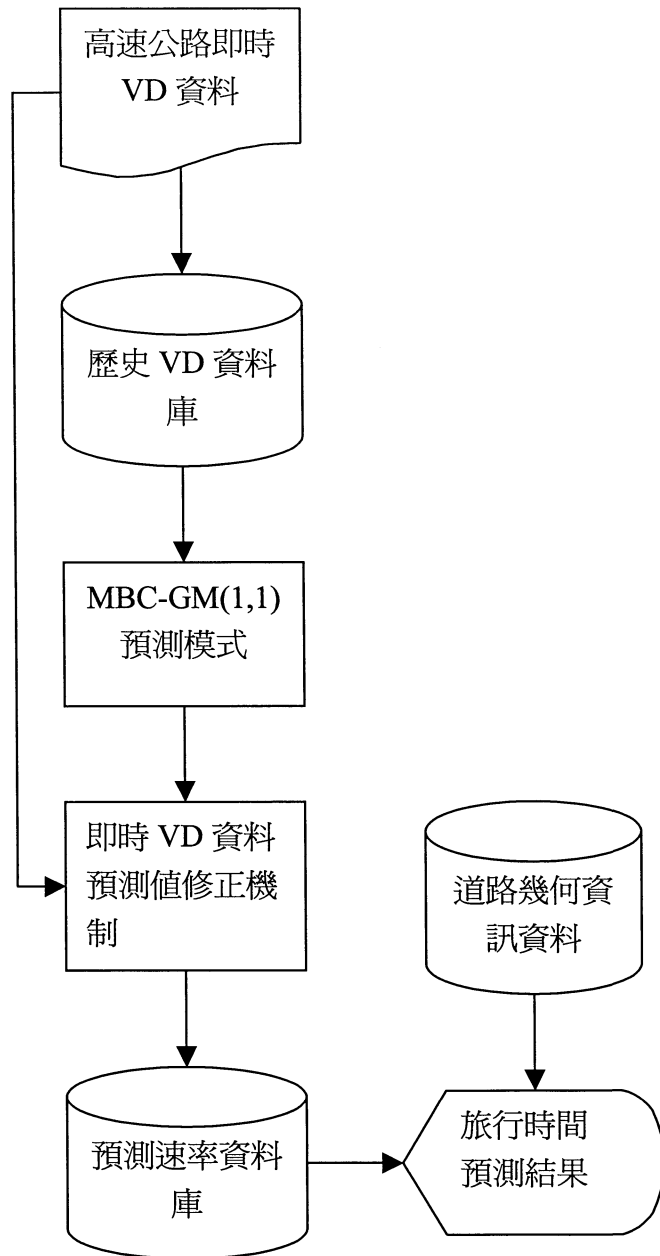 高速公路即時
VD 資料
歷史 VD 資料
庫
MBC-GM(1,1)
預測模式
即時 VD 資料
預測值修正機
制
道路幾何資
訊資料
預測速率資料
庫
旅行時間
預測結果